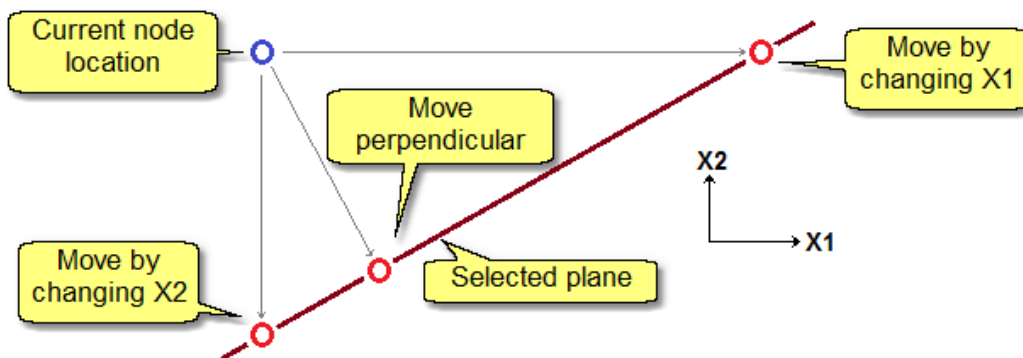 Current node
location
Move by
changing X1
Move
perpendicular
X2
X1
Move by
changing X2
Selected plane